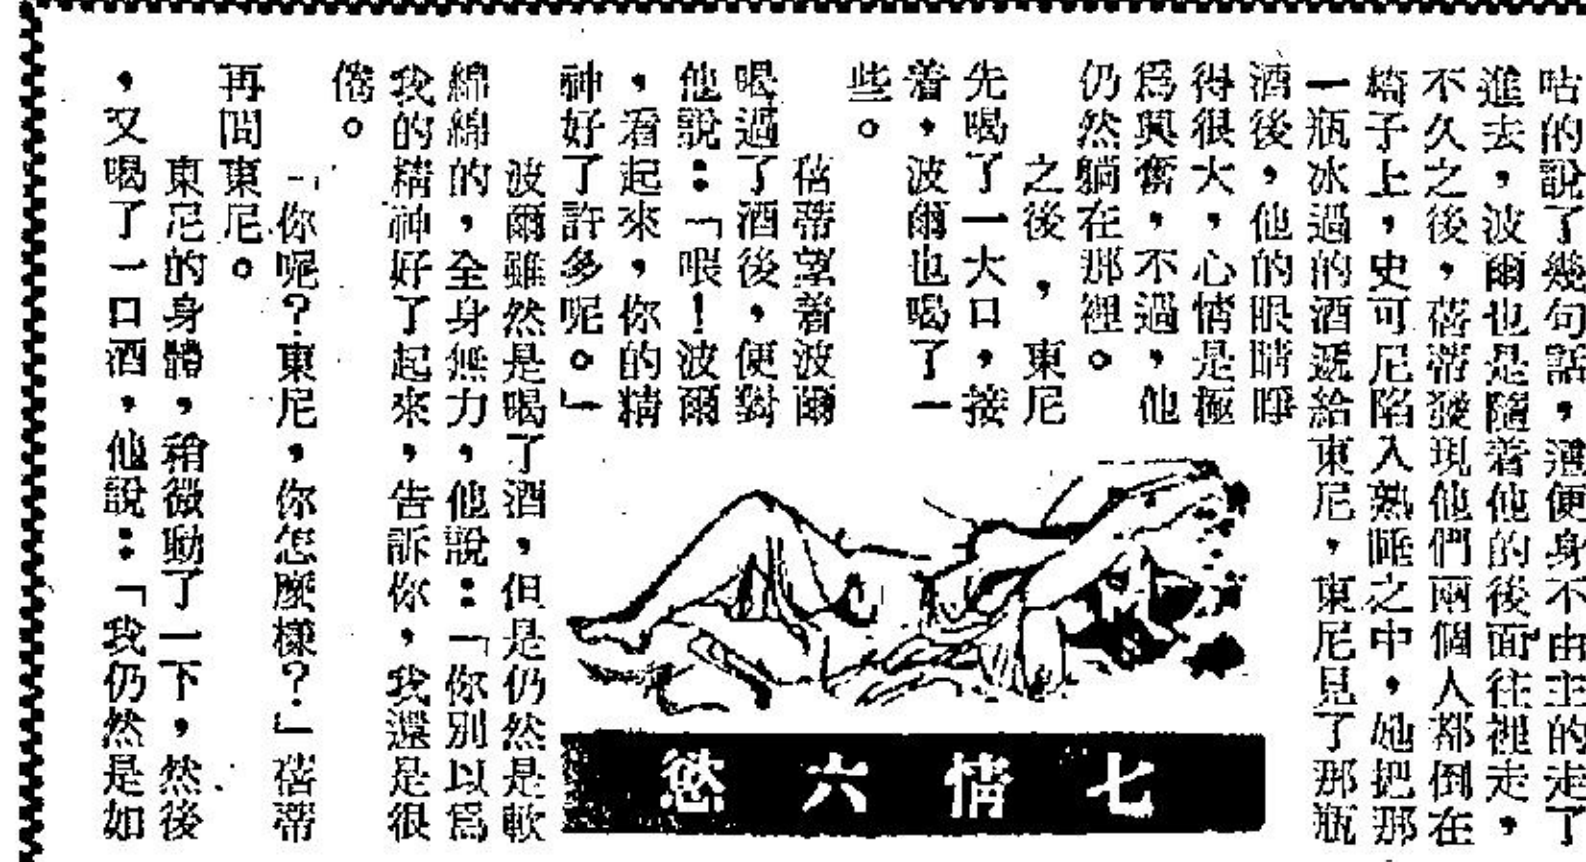 咕的說了幾句話，邁便身不由主的走了
進去，波爾也是隨着他的後面往裡走，
不久之後，蓓蒂發現他們兩個人都倒在
椅子上，史可尼陷入熟睡之中，她把那
一瓶冰過的酒遞給東尼，東尼見了那瓶
酒後，他的眼睛睜
得很大，心情是極
爲興奮，不過，他
仍然躺在那裡。
之後，東尼
先喝了一大口，接
着，波爾也喝了一
些。
蓓蒂望着波爾
喝過了酒後，便對
他說：「喂！波爾
，看起來，你的精
神好了許多呢。」
波爾雖然是喝了酒，但是仍然是軟
綿綿的，全身無力，他說：「你別以爲
我的精神好了起來，告訴你，我還是很
倦。
「你呢？東尼，你怎麼樣？」蓓蒂
再問東尼。
東尼的身體，稍微動了一下，然後
，又喝了一口酒，他說：「我仍然是如
七情六慾